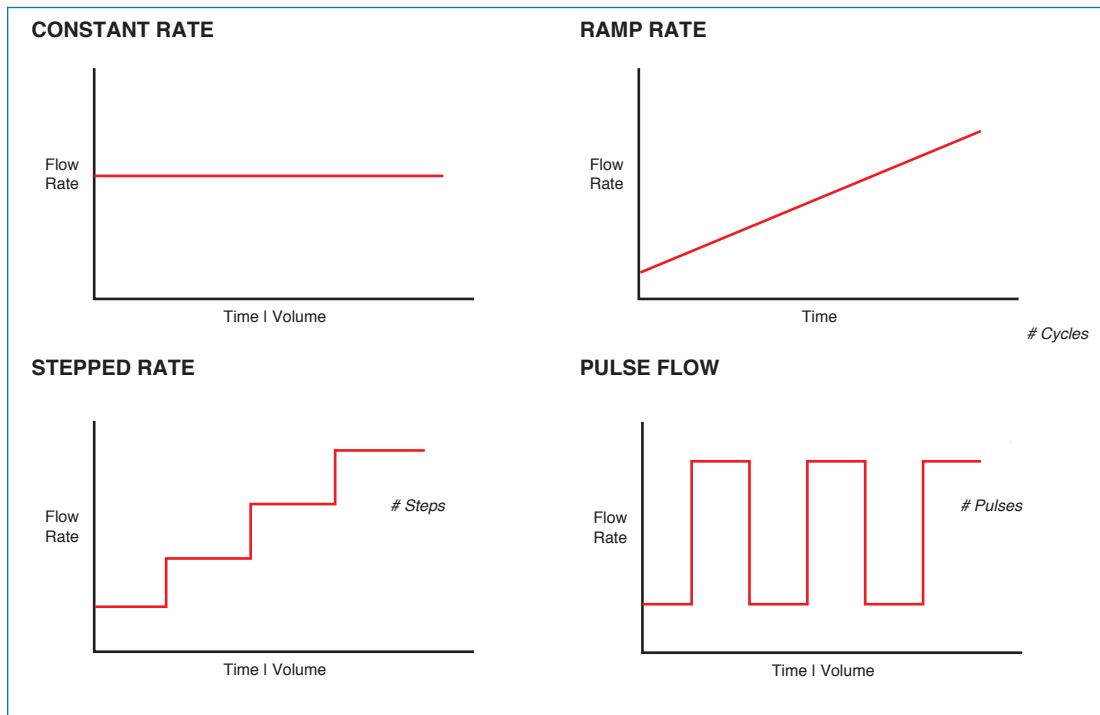 CONSTANT RATE
Flow
Rate
Time | Volume
RAMP RATE
Flow
Rate
Time
# Cycles
STEPPED RATE
Flow
Rate
# Steps
Time | Volume
PULSE FLOW
Flow
Rate
# Pulses
Time | Volume